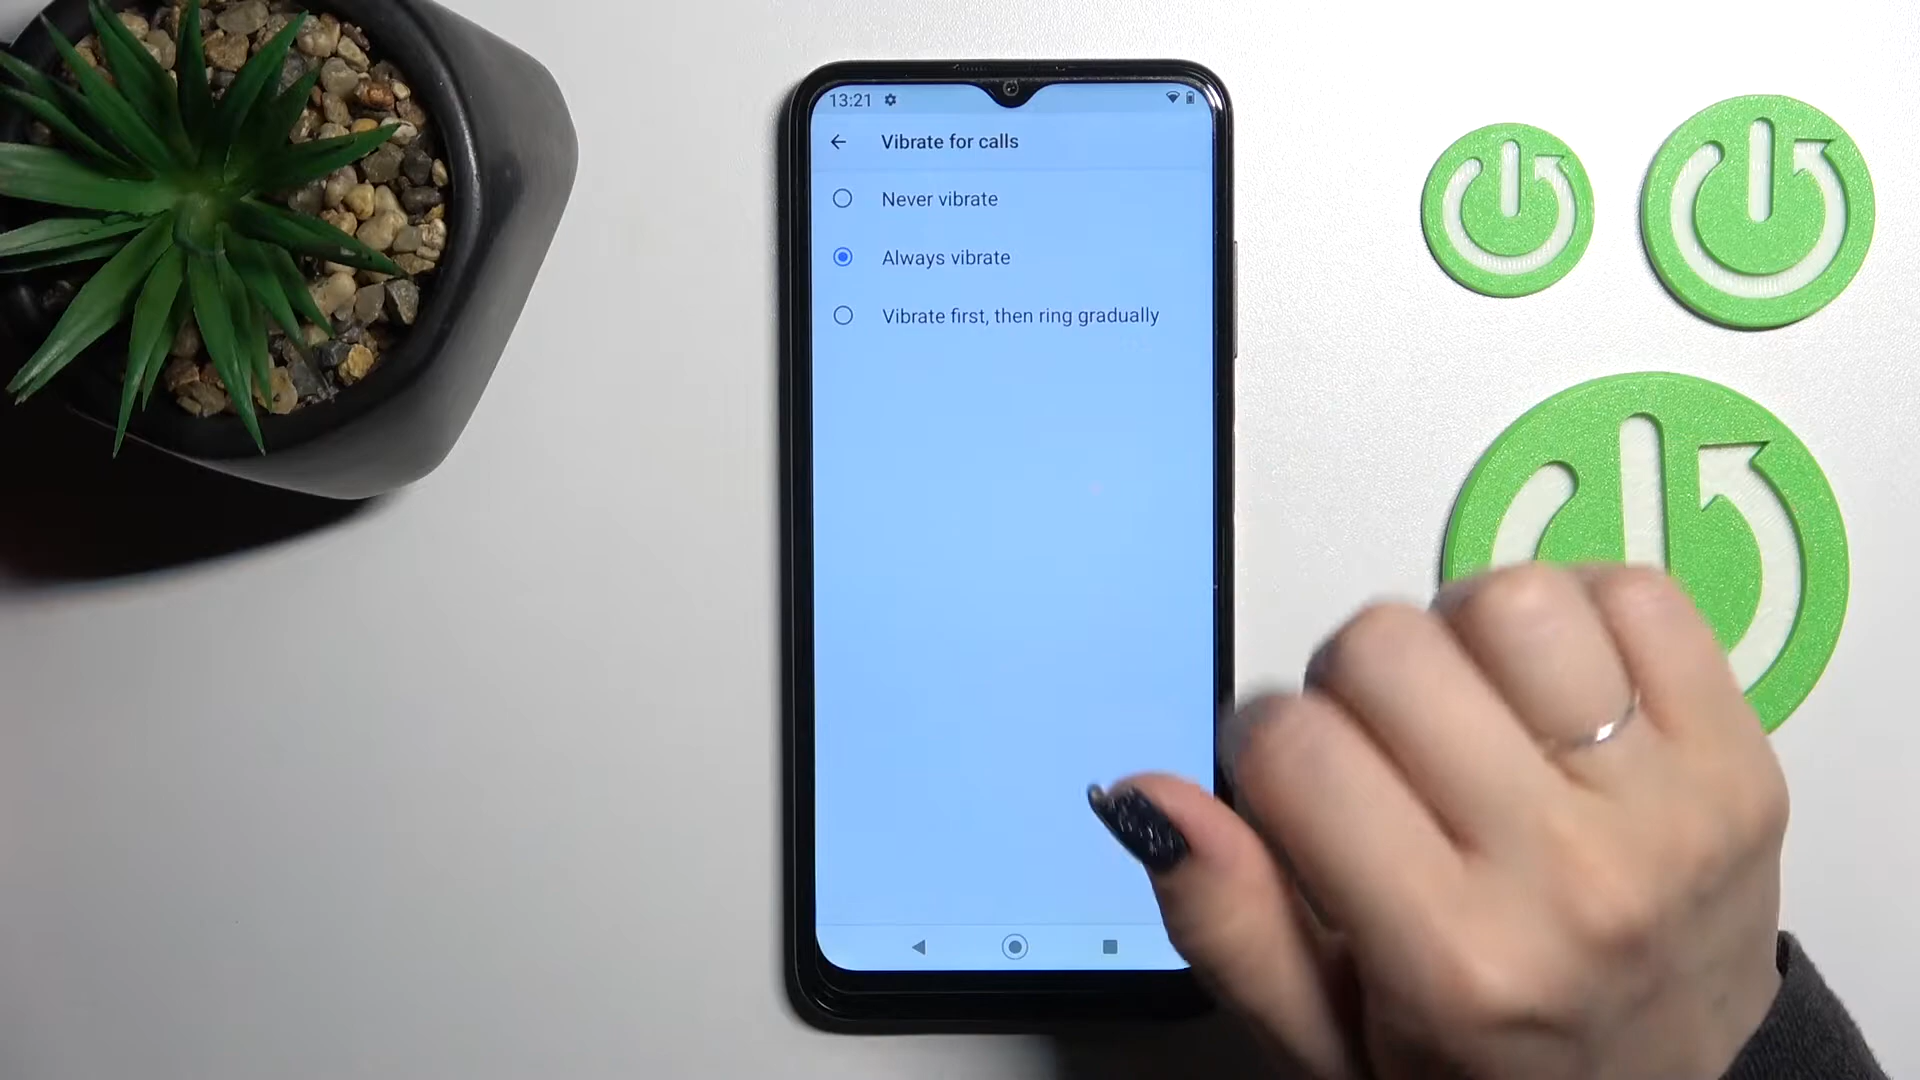 13:21
Vibrate for calls
Never vibrate
Always vibrate
Vibrate first, then ring gradually